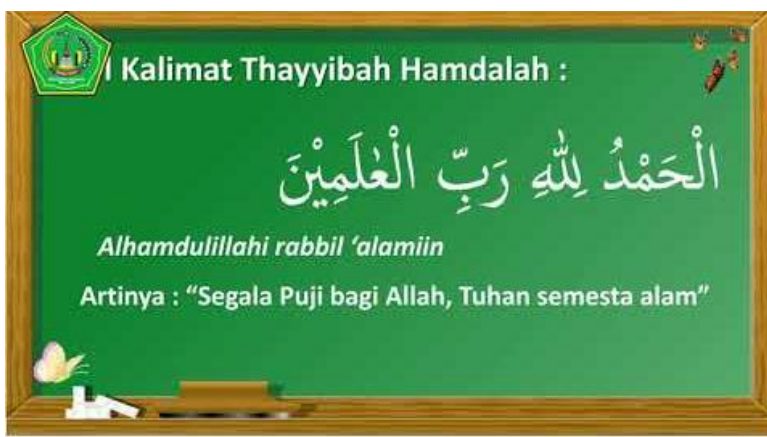 Kalimat Thayyibah Hamdalah :
الْحَمْدُ لِلّٰهِ رَبِّ الْعٰلَمِيْنَ
Alhamdulillahi rabbil ‘alamiin
Artinya : “Segala Puji bagi Allah, Tuhan semesta alam”